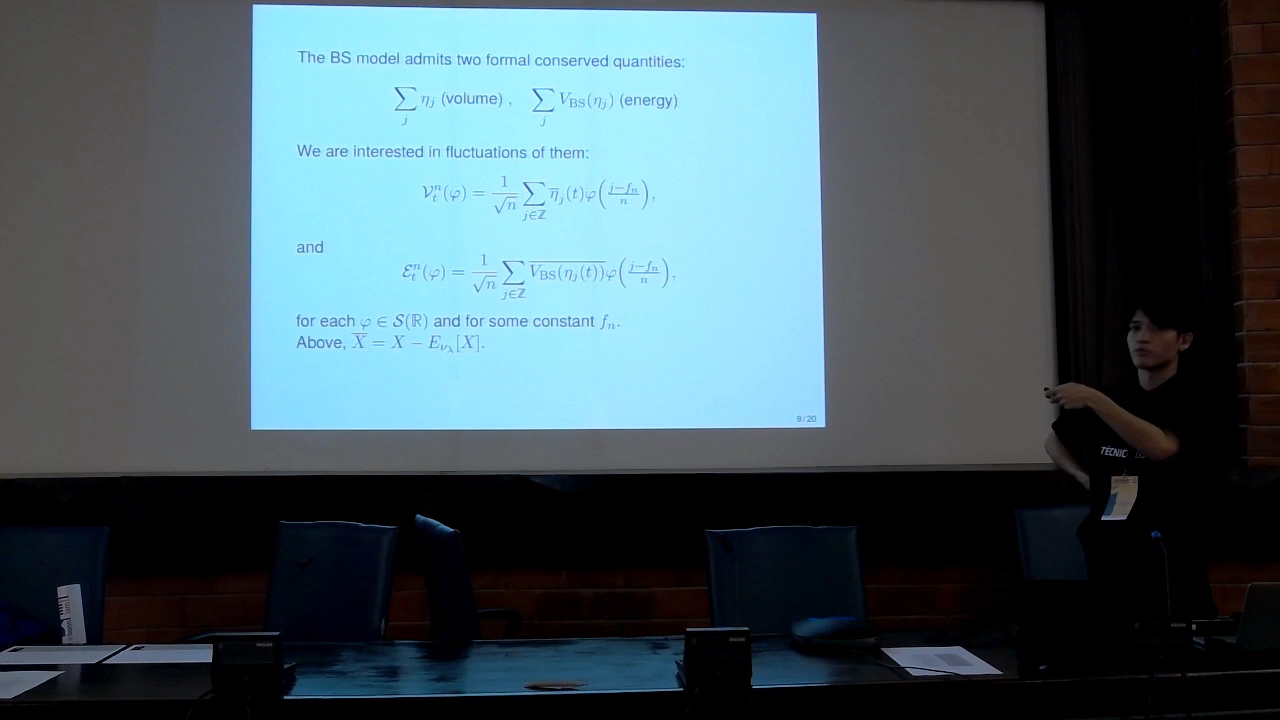 The BS model admits two formal conserved quantities:
∑_j η_j (volume) , ∑_j V_BS(η_j) (energy)
We are interested in fluctuations of them:
𝒱_t^n(φ) = 1/√n ∑_{j∈ℤ} η̅_j(t)φ((j−f_n)/n),
and
ℰ_t^n(φ) = 1/√n ∑_{j∈ℤ} \overline{V_BS(η_j(t))}φ((j−f_n)/n),
for each φ ∈ 𝒮(ℝ) and for some constant f_n.
Above, X̅ = X − E_{ν_λ}[X].
9/20
TÉCNIC